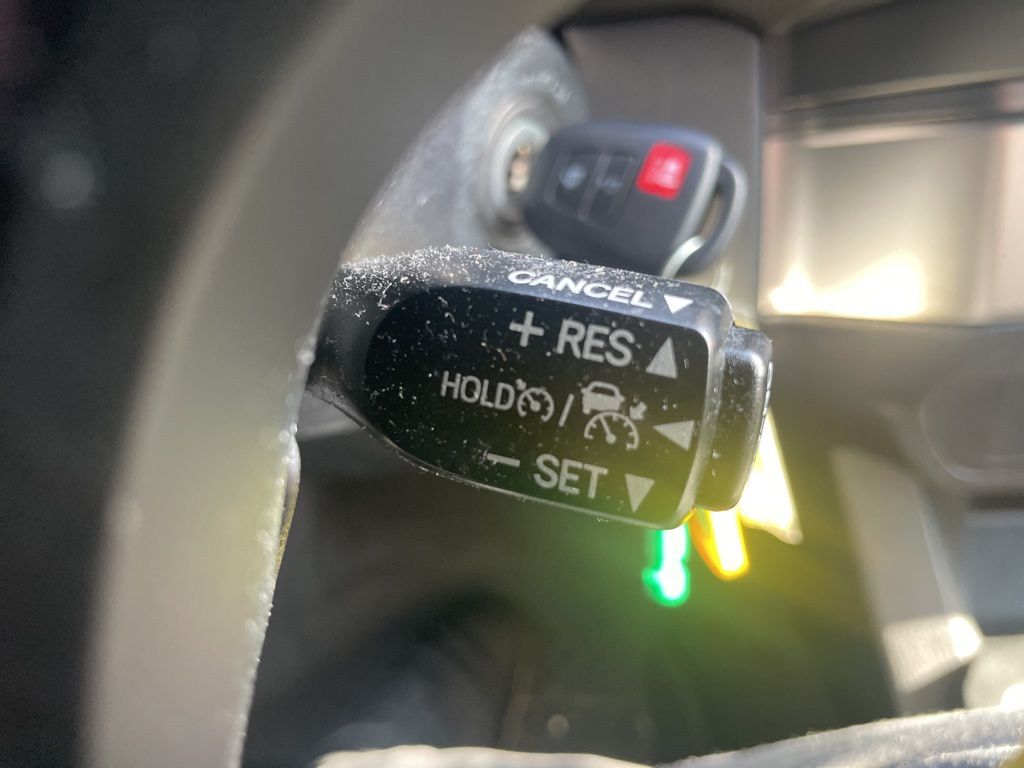 CANCEL
+ RES
HOLD /
− SET